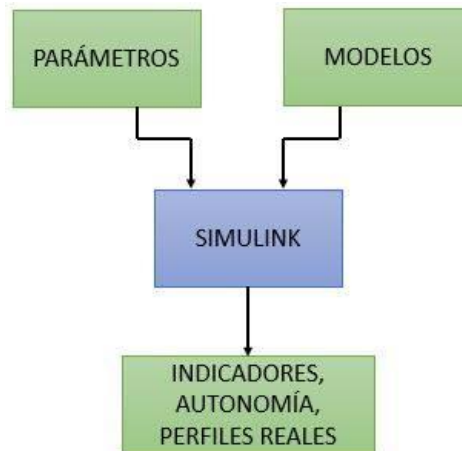 PARÁMETROS
MODELOS
SIMULINK
INDICADORES,
AUTONOMÍA,
PERFILES REALES